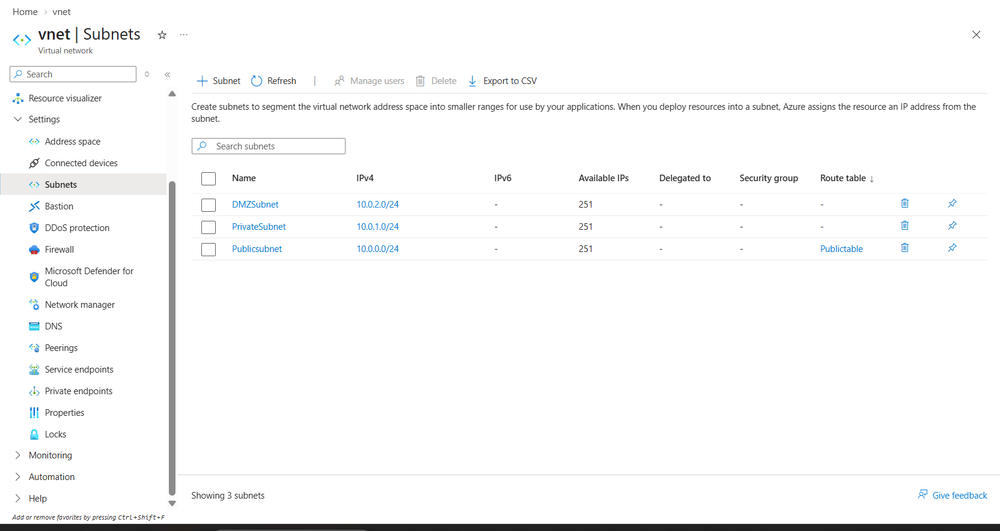 Home > vnet
vnet | Subnets
Virtual network
Search
Resource visualizer
Settings
Address space
Connected devices
Subnets
Bastion
DDoS protection
Firewall
Microsoft Defender for
Cloud
Network manager
DNS
Peerings
Service endpoints
Private endpoints
Properties
Locks
Monitoring
Automation
Help
Add or remove favorites by pressing Ctrl+Shift+F
Subnet Refresh | Manage users Delete Export to CSV
Create subnets to segment the virtual network address space into smaller ranges for use by your applications. When you deploy resources into a subnet, Azure assigns the resource an IP address from the
subnet.
Search subnets
Name IPv4 IPv6 Available IPs Delegated to Security group Route table ↓
DMZSubnet 10.0.2.0/24 - 251 - - -
PrivateSubnet 10.0.1.0/24 - 251 - - -
Publicsubnet 10.0.0.0/24 - 251 - - Publictable
Showing 3 subnets
Give feedback